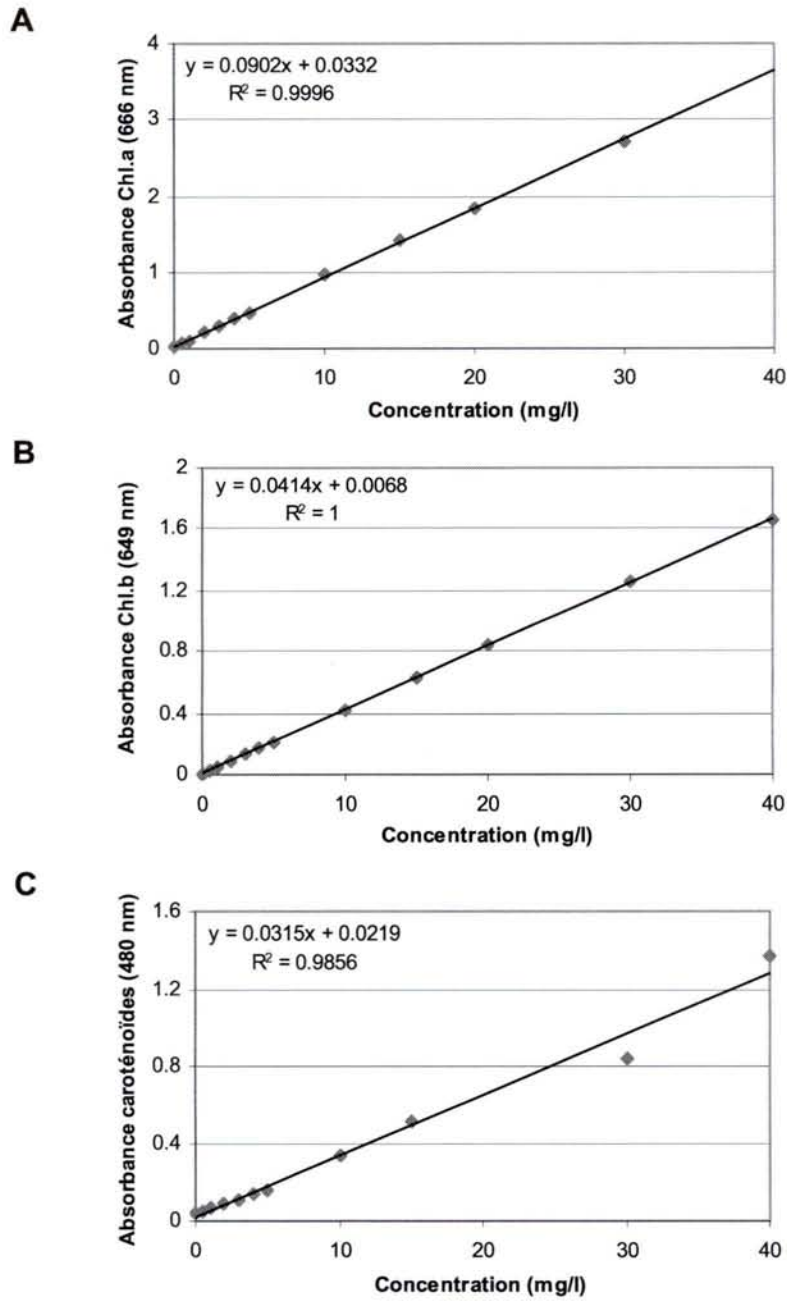 A
y = 0.0902x + 0.0332
R² = 0.9996
Absorbance Chl.a (666 nm)
4
3
2
1
0
0 10 20 30 40
Concentration (mg/l)
B
y = 0.0414x + 0.0068
R² = 1
Absorbance Chl.b (649 nm)
2
1.6
1.2
0.8
0.4
0
0 10 20 30 40
Concentration (mg/l)
C
y = 0.0315x + 0.0219
R² = 0.9856
Absorbance caroténoïdes (480 nm)
1.6
1.2
0.8
0.4
0
0 10 20 30 40
Concentration (mg/l)